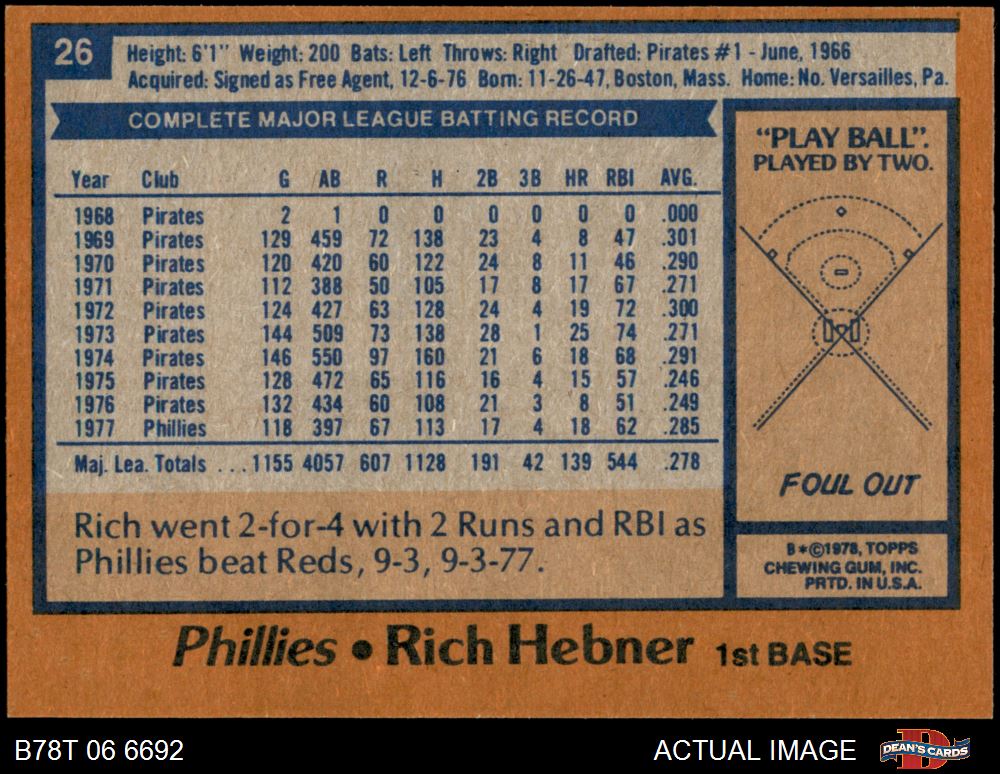 26
Height: 6'1" Weight: 200 Bats: Left Throws: Right Drafted: Pirates #1 - June, 1966
Acquired: Signed as Free Agent, 12-6-76 Born: 11-26-47, Boston, Mass. Home: No. Versailles, Pa.
COMPLETE MAJOR LEAGUE BATTING RECORD
Year Club G AB R H 2B 3B HR RBI AVG.
1968 Pirates 2 1 0 0 0 0 0 0 .000
1969 Pirates 129 459 72 138 23 4 8 47 .301
1970 Pirates 120 420 60 122 24 8 11 46 .290
1971 Pirates 112 388 50 105 17 8 17 67 .271
1972 Pirates 124 427 63 128 24 4 19 72 .300
1973 Pirates 144 509 73 138 28 1 25 74 .271
1974 Pirates 146 550 97 160 21 6 18 68 .291
1975 Pirates 128 472 65 116 16 4 15 57 .246
1976 Pirates 132 434 60 108 21 3 8 51 .249
1977 Phillies 118 397 67 113 17 4 18 62 .285
Maj. Lea. Totals ...1155 4057 607 1128 191 42 139 544 .278
Rich went 2-for-4 with 2 Runs and RBI as
Phillies beat Reds, 9-3, 9-3-77.
"PLAY BALL".
PLAYED BY TWO.
FOUL OUT
B*©1978, TOPPS
CHEWING GUM, INC.
PRTD. IN U.S.A.
Phillies • Rich Hebner 1st BASE
B78T 06 6692
ACTUAL IMAGE
DEAN'S CARDS